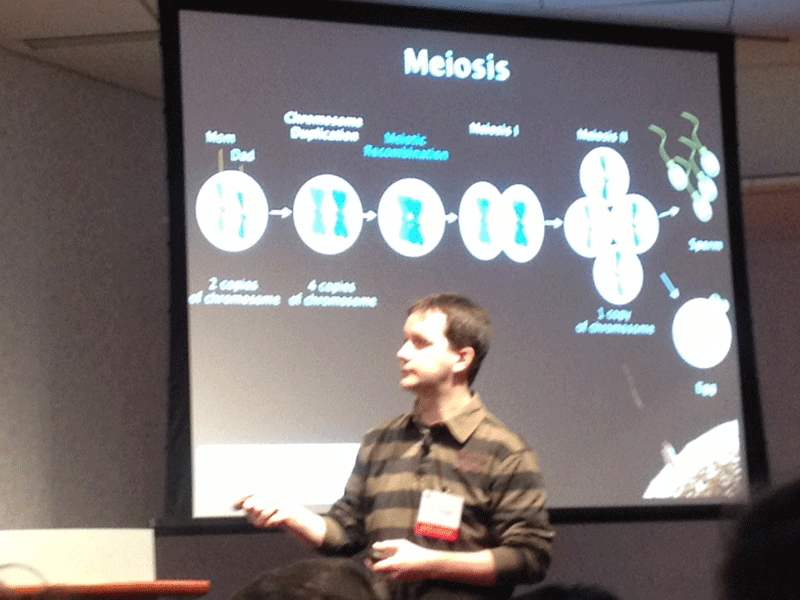 Meiosis
Mom
Dad
Chromosome
Duplication
Meiotic
Recombination
Meiosis I
Meiosis II
2 copies
of chromosome
4 copies
of chromosome
1 copy
of chromosome
Sperm
Egg